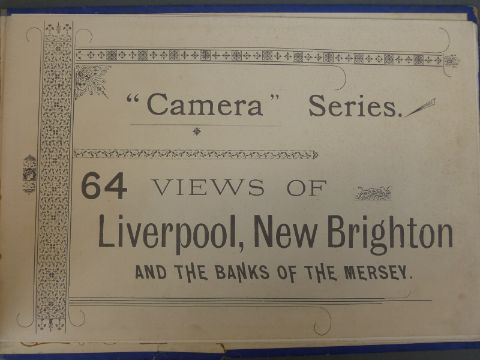 "Camera" Series.
64 VIEWS OF
Liverpool, New Brighton
AND THE BANKS OF THE MERSEY.